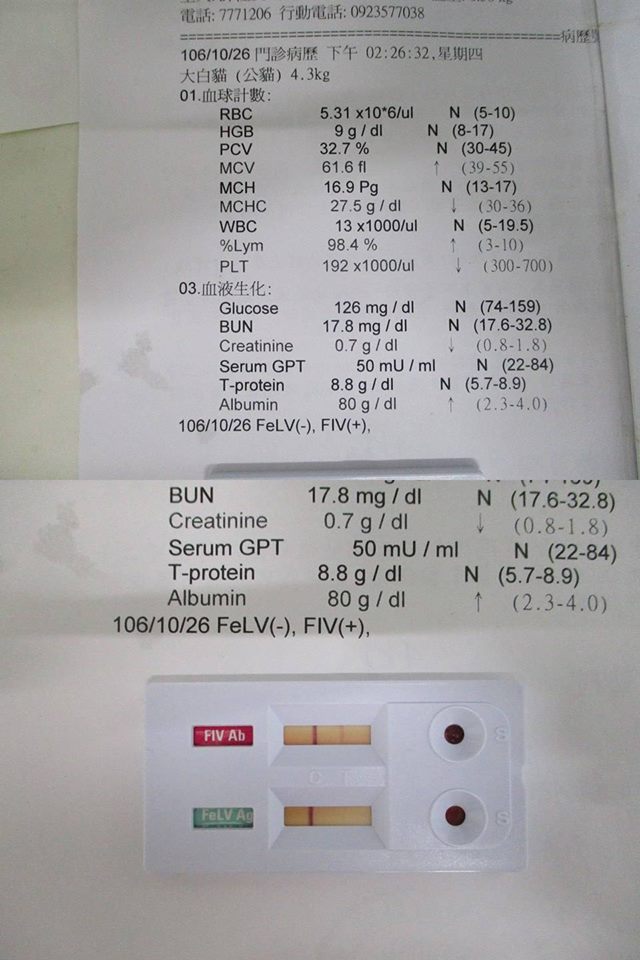 電話: 7771206 行動電話: 0923577038
========================================病歷
106/10/26 門診病歷 下午 02:26:32,星期四
大白貓 (公貓) 4.3kg
01.血球計數:
RBC 5.31 x10*6/ul N (5-10)
HGB 9 g / dl N (8-17)
PCV 32.7 % N (30-45)
MCV 61.6 fl ↑ (39-55)
MCH 16.9 Pg N (13-17)
MCHC 27.5 g / dl ↓ (30-36)
WBC 13 x1000/ul N (5-19.5)
%Lym 98.4 % ↑ (3-10)
PLT 192 x1000/ul ↓ (300-700)
03.血液生化:
Glucose 126 mg / dl N (74-159)
BUN 17.8 mg / dl N (17.6-32.8)
Creatinine 0.7 g / dl ↓ (0.8-1.8)
Serum GPT 50 mU / ml N (22-84)
T-protein 8.8 g / dl N (5.7-8.9)
Albumin 80 g / dl ↑ (2.3-4.0)
106/10/26 FeLV(-), FIV(+),
BUN 17.8 mg / dl N (17.6-32.8)
Creatinine 0.7 g / dl ↓ (0.8-1.8)
Serum GPT 50 mU / ml N (22-84)
T-protein 8.8 g / dl N (5.7-8.9)
Albumin 80 g / dl ↑ (2.3-4.0)
106/10/26 FeLV(-), FIV(+),
FIV Ab S
C T
FeLV Ag S